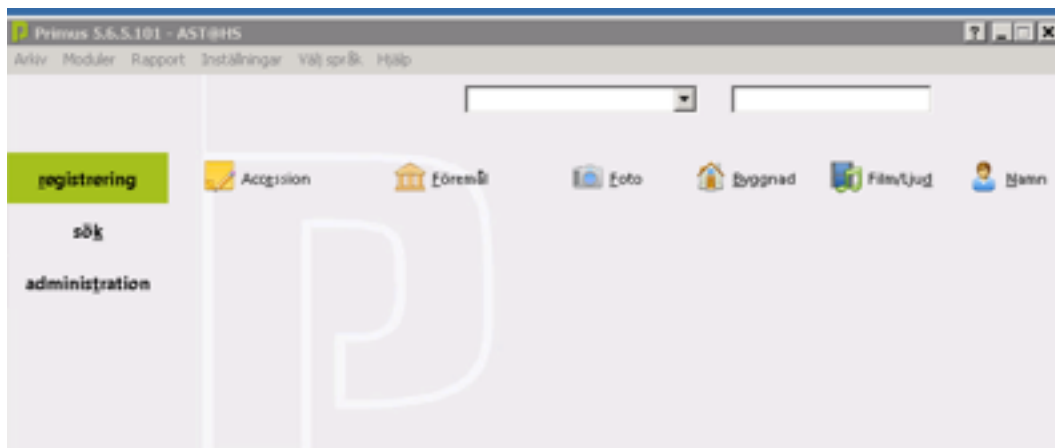 Primus 5.6.5.101 - AST@HS
Arkiv Moduler Rapport Inställningar Välj språk Hjälp
registrering Accession Föremål Foto Byggnad Film/Ljud Namn
sök
administration